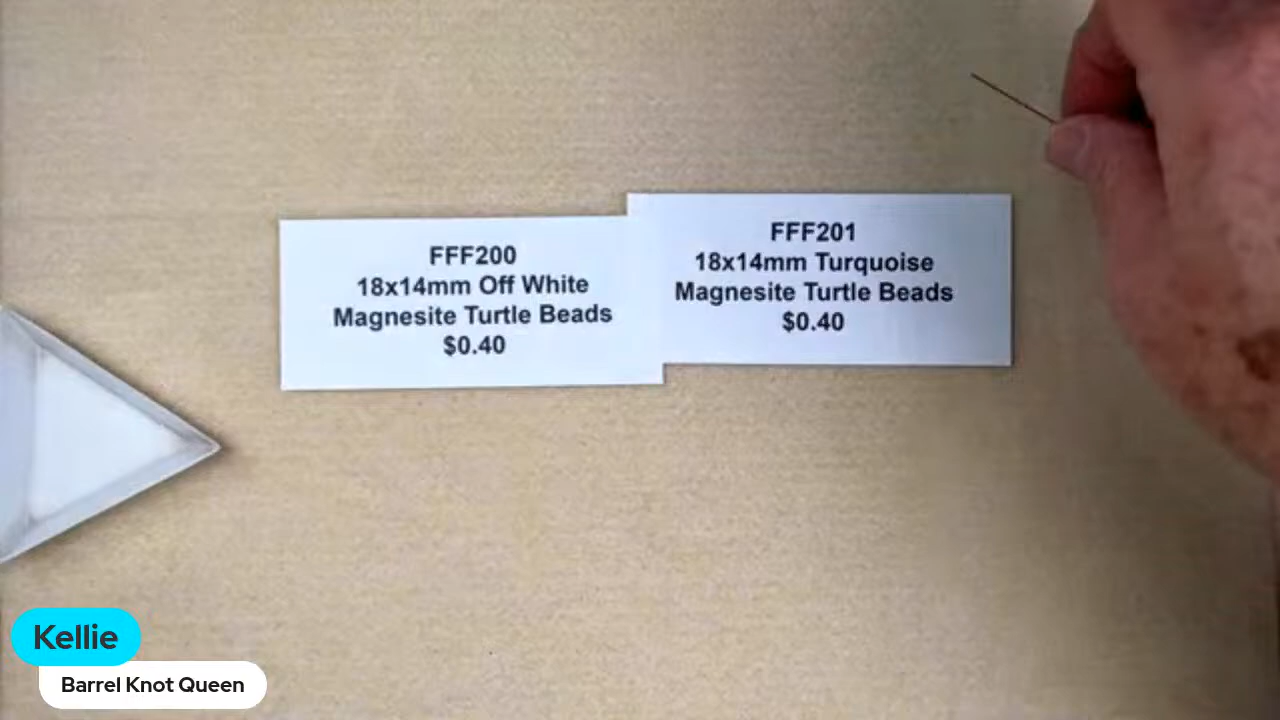 FFF200
18x14mm Off White
Magnesite Turtle Beads
$0.40
FFF201
18x14mm Turquoise
Magnesite Turtle Beads
$0.40
Kellie
Barrel Knot Queen